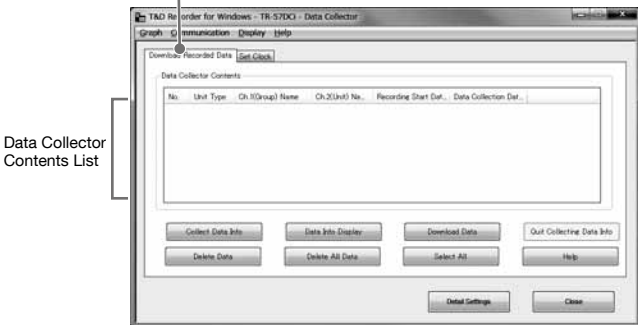 T&D Recorder for Windows - TR-57DCi - Data Collector
Graph Communication Display Help
Download Recorded Data Set Clock
Data Collector Contents
No. Unit Type Ch.1(Group) Name Ch.2(Unit) Na... Recording Start Dat... Data Collection Dat...
Data Collector
Contents List
Collect Data Info Data Info Display Download Data Quit Collecting Data Info
Delete Data Delete All Data Select All Help
Detail Settings Close